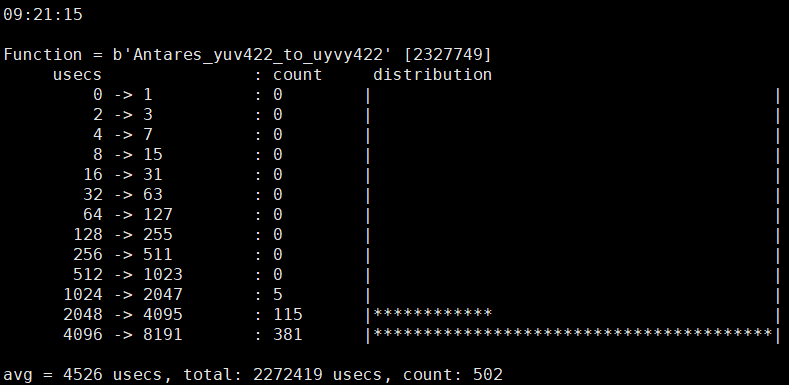 09:21:15
Function = b'Antares_yuv422_to_uyvy422' [2327749]
     usecs               : count     distribution
         0 -> 1          : 0        |                                        |
         2 -> 3          : 0        |                                        |
         4 -> 7          : 0        |                                        |
         8 -> 15         : 0        |                                        |
        16 -> 31         : 0        |                                        |
        32 -> 63         : 0        |                                        |
        64 -> 127        : 0        |                                        |
       128 -> 255        : 0        |                                        |
       256 -> 511        : 0        |                                        |
       512 -> 1023       : 0        |                                        |
      1024 -> 2047       : 5        |                                        |
      2048 -> 4095       : 115      |************                            |
      4096 -> 8191       : 381      |****************************************|
avg = 4526 usecs, total: 2272419 usecs, count: 502